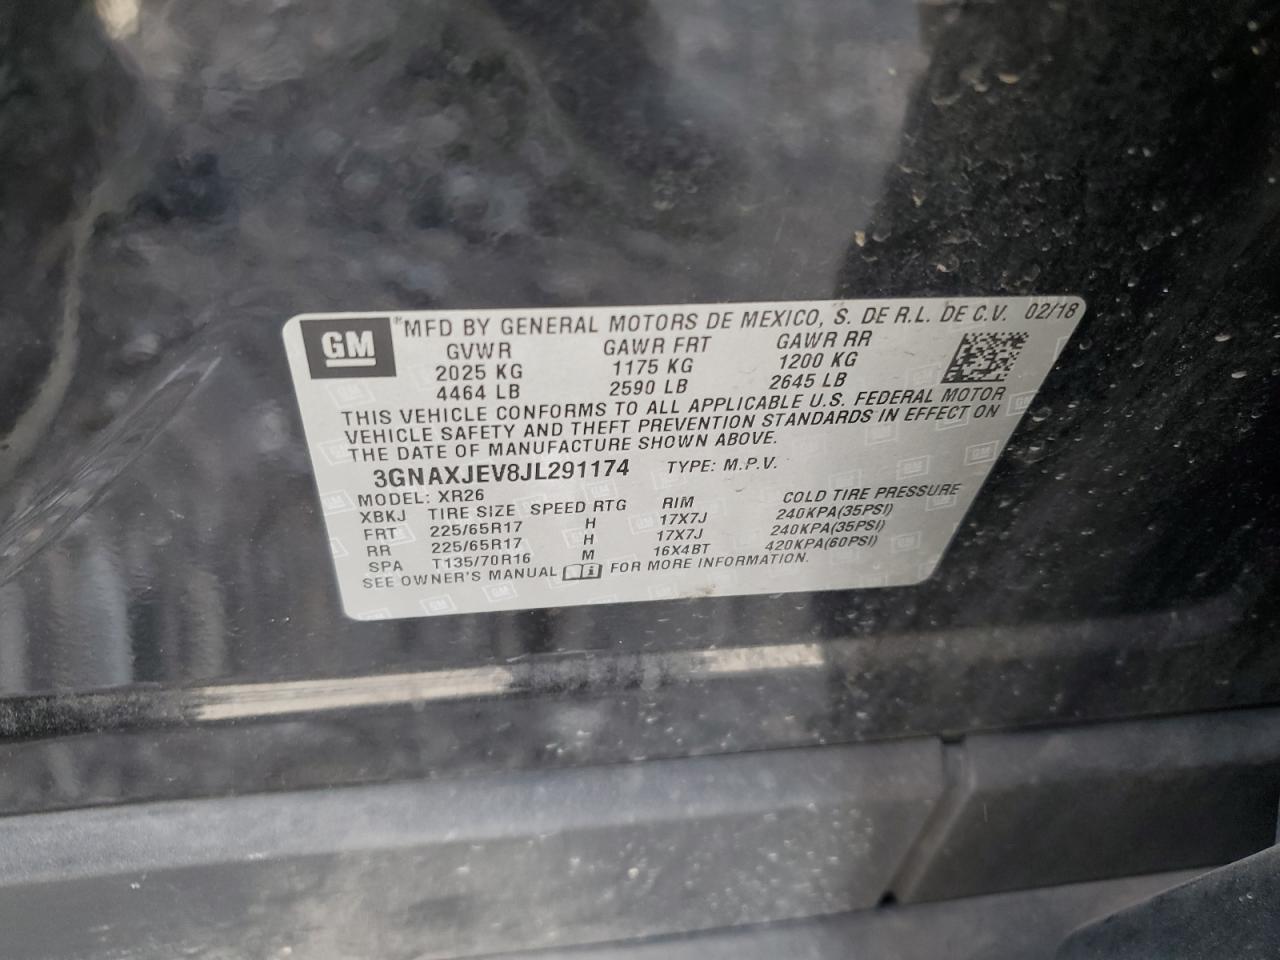 GM ®MFD BY GENERAL MOTORS DE MEXICO, S. DE R.L. DE C.V. 02/18
GVWR GAWR FRT GAWR RR
2025 KG 1175 KG 1200 KG
4464 LB 2590 LB 2645 LB
THIS VEHICLE CONFORMS TO ALL APPLICABLE U.S. FEDERAL MOTOR
VEHICLE SAFETY AND THEFT PREVENTION STANDARDS IN EFFECT ON
THE DATE OF MANUFACTURE SHOWN ABOVE.
3GNAXJEV8JL291174 TYPE: M.P.V.
MODEL: XR26
XBKJ TIRE SIZE SPEED RTG RIM COLD TIRE PRESSURE
FRT 225/65R17 H 17X7J 240KPA(35PSI)
RR 225/65R17 H 17X7J 240KPA(35PSI)
SPA T135/70R16 M 16X4BT 420KPA(60PSI)
SEE OWNER'S MANUAL FOR MORE INFORMATION.